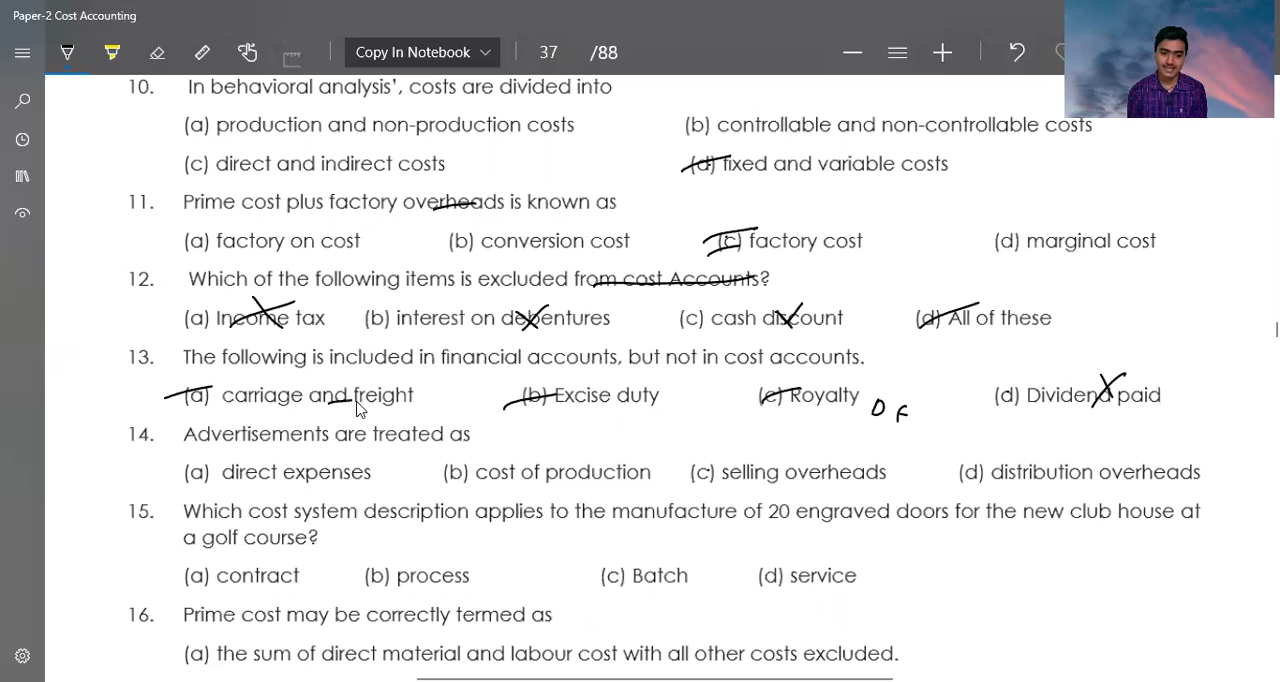 Paper-2 Cost Accounting
Copy In Notebook 37 /88
10. In behavioral analysis', costs are divided into
(a) production and non-production costs (b) controllable and non-controllable costs
(c) direct and indirect costs (d) fixed and variable costs
11. Prime cost plus factory overheads is known as
(a) factory on cost (b) conversion cost (c) factory cost (d) marginal cost
12. Which of the following items is excluded from cost Accounts?
(a) Income tax (b) interest on debentures (c) cash discount (d) All of these
13. The following is included in financial accounts, but not in cost accounts.
(a) carriage and freight (b) Excise duty (c) Royalty (d) Dividend paid
14. Advertisements are treated as
(a) direct expenses (b) cost of production (c) selling overheads (d) distribution overheads
15. Which cost system description applies to the manufacture of 20 engraved doors for the new club house at
a golf course?
(a) contract (b) process (c) Batch (d) service
16. Prime cost may be correctly termed as
(a) the sum of direct material and labour cost with all other costs excluded.